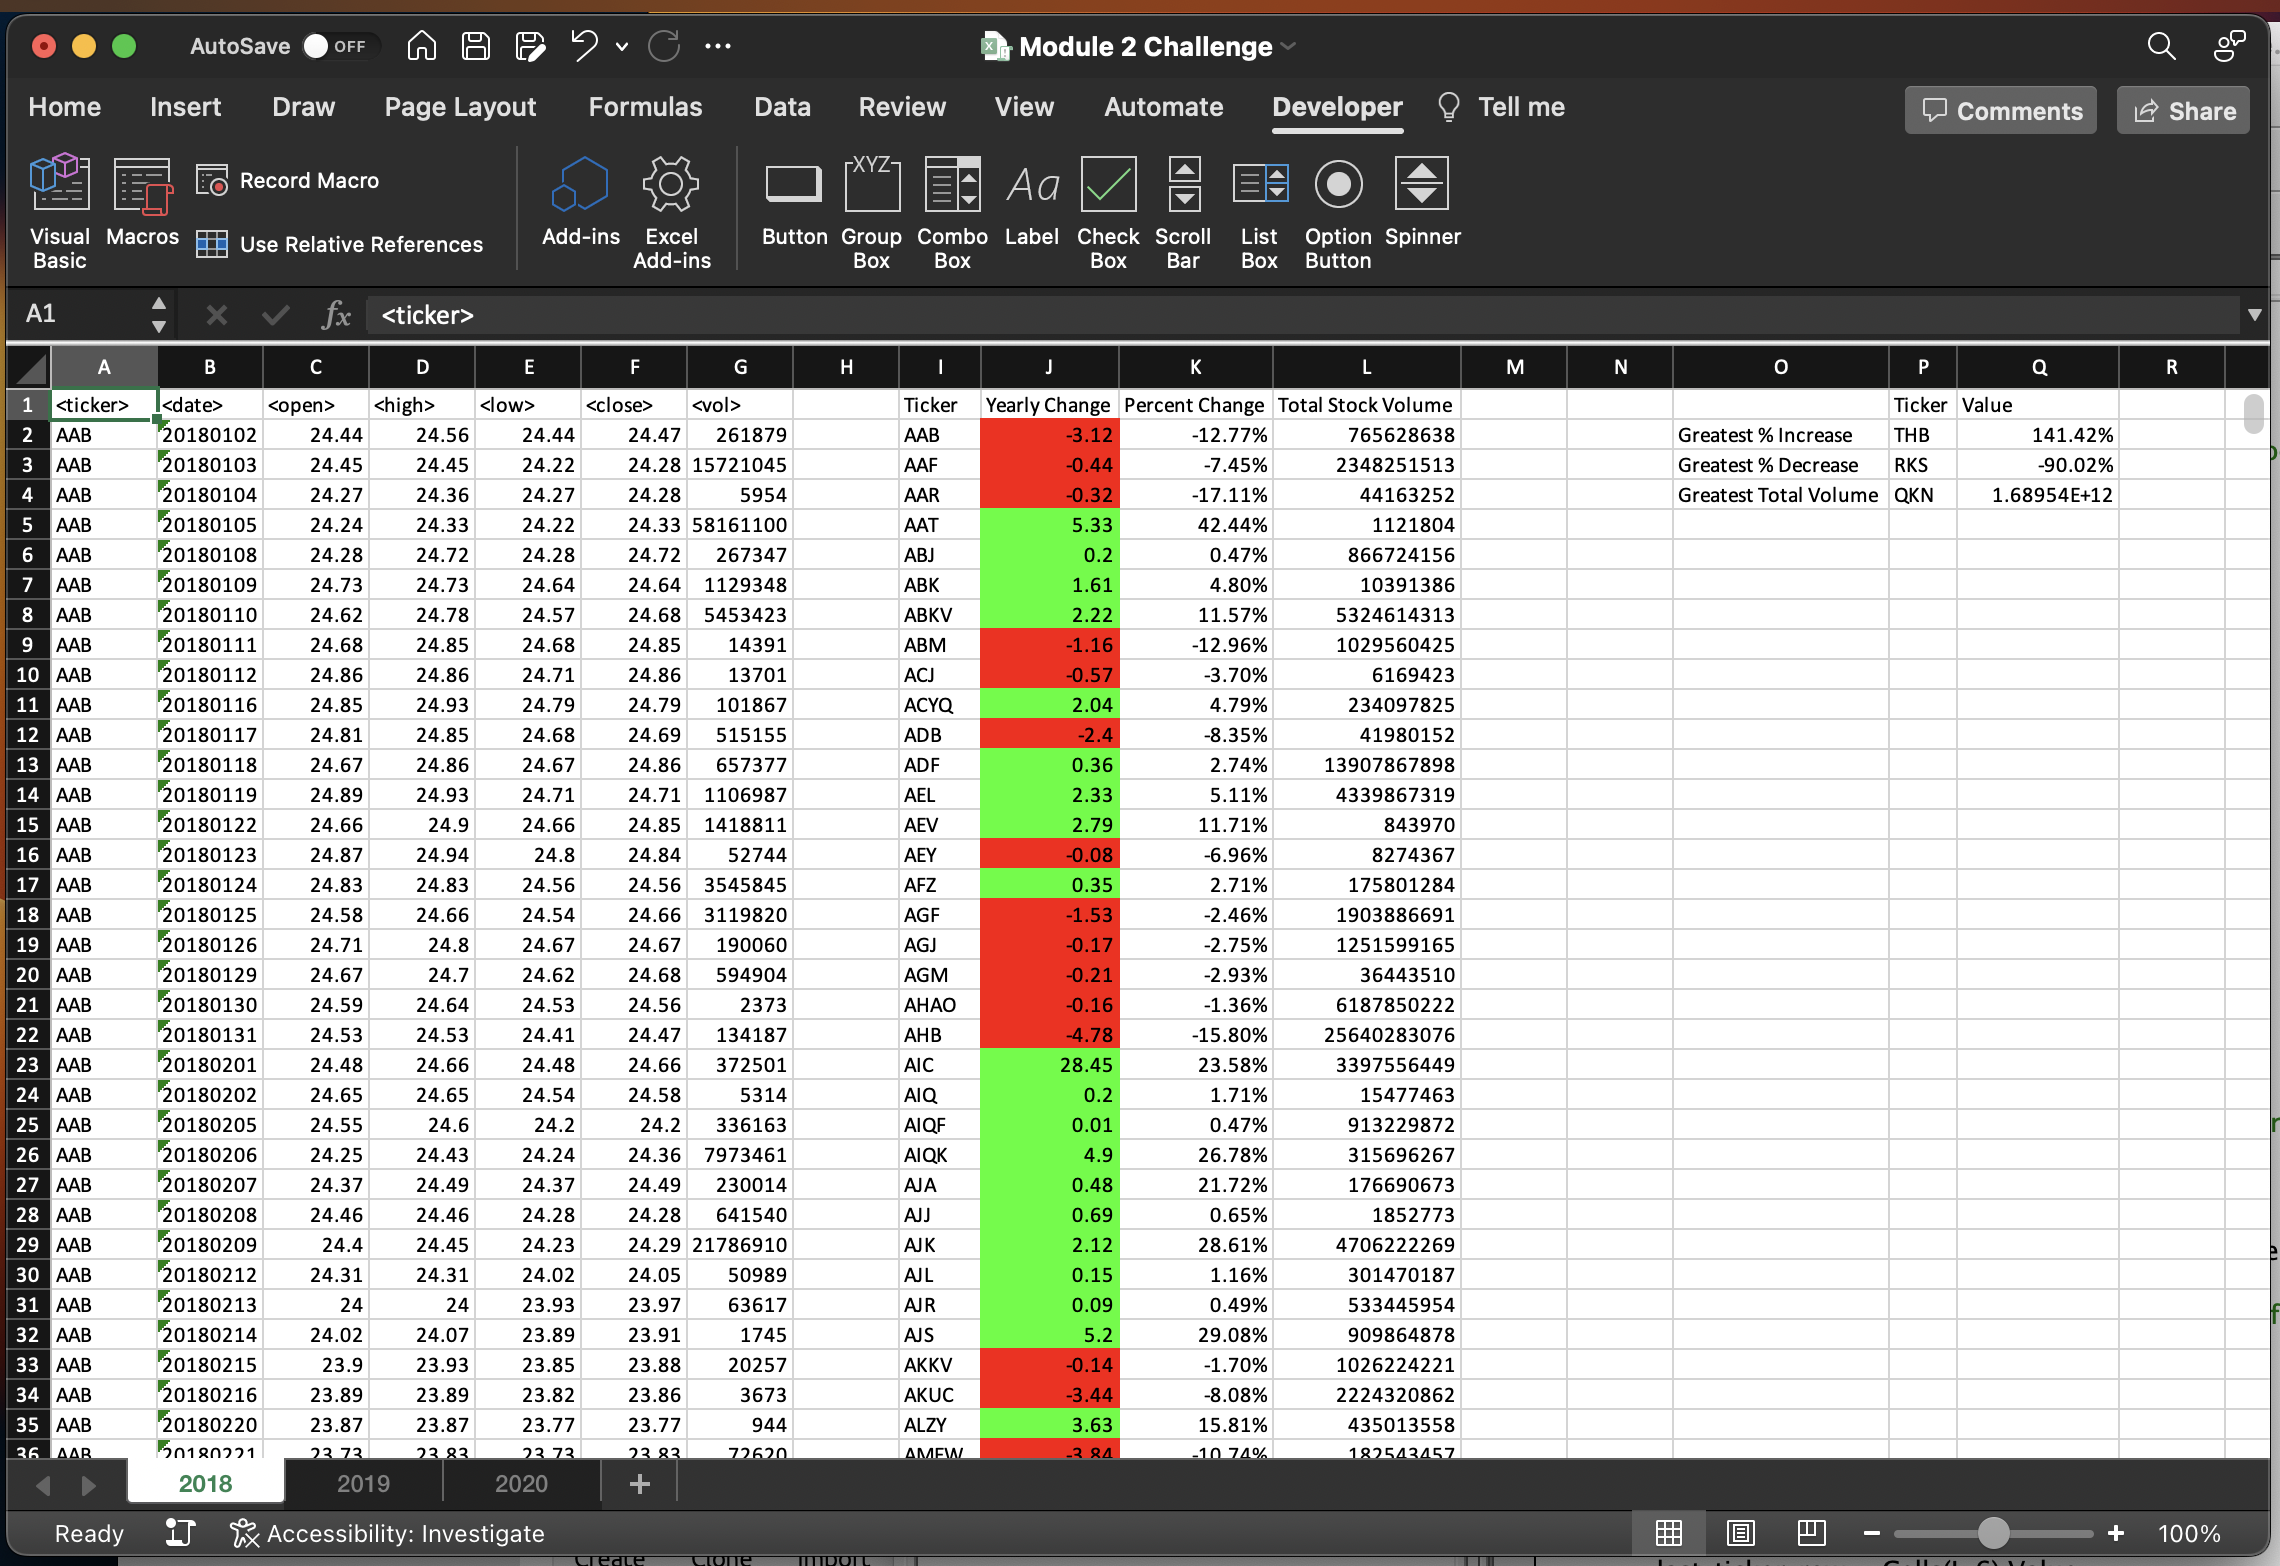 AutoSave OFF Module 2 Challenge
Home Insert Draw Page Layout Formulas Data Review View Automate Developer Tell me Comments Share
Visual Basic Macros Record Macro Use Relative References Add-ins Excel Add-ins Button XYZ Group Box Combo Box Aa Label Check Box Scroll Bar List Box Option Button Spinner
A1 fx <ticker>
A B C D E F G H I J K L M N O P Q R
1 <ticker> <date> <open> <high> <low> <close> <vol> Ticker Yearly Change Percent Change Total Stock Volume Ticker Value
2 AAB 20180102 24.44 24.56 24.44 24.47 261879 AAB -3.12 -12.77% 765628638 Greatest % Increase THB 141.42%
3 AAB 20180103 24.45 24.45 24.22 24.28 15721045 AAF -0.44 -7.45% 2348251513 Greatest % Decrease RKS -90.02%
4 AAB 20180104 24.27 24.36 24.27 24.28 5954 AAR -0.32 -17.11% 44163252 Greatest Total Volume QKN 1.68954E+12
5 AAB 20180105 24.24 24.33 24.22 24.33 58161100 AAT 5.33 42.44% 1121804
6 AAB 20180108 24.28 24.72 24.28 24.72 267347 ABJ 0.2 0.47% 866724156
7 AAB 20180109 24.73 24.73 24.64 24.64 1129348 ABK 1.61 4.80% 10391386
8 AAB 20180110 24.62 24.78 24.57 24.68 5453423 ABKV 2.22 11.57% 5324614313
9 AAB 20180111 24.68 24.85 24.68 24.85 14391 ABM -1.16 -12.96% 1029560425
10 AAB 20180112 24.86 24.86 24.71 24.86 13701 ACJ -0.57 -3.70% 6169423
11 AAB 20180116 24.85 24.93 24.79 24.79 101867 ACYQ 2.04 4.79% 234097825
12 AAB 20180117 24.81 24.85 24.68 24.69 515155 ADB -2.4 -8.35% 41980152
13 AAB 20180118 24.67 24.86 24.67 24.86 657377 ADF 0.36 2.74% 13907867898
14 AAB 20180119 24.89 24.93 24.71 24.71 1106987 AEL 2.33 5.11% 4339867319
15 AAB 20180122 24.66 24.9 24.66 24.85 1418811 AEV 2.79 11.71% 843970
16 AAB 20180123 24.87 24.94 24.8 24.84 52744 AEY -0.08 -6.96% 8274367
17 AAB 20180124 24.83 24.83 24.56 24.56 3545845 AFZ 0.35 2.71% 175801284
18 AAB 20180125 24.58 24.66 24.54 24.66 3119820 AGF -1.53 -2.46% 1903886691
19 AAB 20180126 24.71 24.8 24.67 24.67 190060 AGJ -0.17 -2.75% 1251599165
20 AAB 20180129 24.67 24.7 24.62 24.68 594904 AGM -0.21 -2.93% 36443510
21 AAB 20180130 24.59 24.64 24.53 24.56 2373 AHAO -0.16 -1.36% 6187850222
22 AAB 20180131 24.53 24.53 24.41 24.47 134187 AHB -4.78 -15.80% 25640283076
23 AAB 20180201 24.48 24.66 24.48 24.66 372501 AIC 28.45 23.58% 3397556449
24 AAB 20180202 24.65 24.65 24.54 24.58 5314 AIQ 0.2 1.71% 15477463
25 AAB 20180205 24.55 24.6 24.2 24.2 336163 AIQF 0.01 0.47% 913229872
26 AAB 20180206 24.25 24.43 24.24 24.36 7973461 AIQK 4.9 26.78% 315696267
27 AAB 20180207 24.37 24.49 24.37 24.49 230014 AJA 0.48 21.72% 176690673
28 AAB 20180208 24.46 24.46 24.28 24.28 641540 AJJ 0.69 0.65% 1852773
29 AAB 20180209 24.4 24.45 24.23 24.29 21786910 AJK 2.12 28.61% 4706222269
30 AAB 20180212 24.31 24.31 24.02 24.05 50989 AJL 0.15 1.16% 301470187
31 AAB 20180213 24 24 23.93 23.97 63617 AJR 0.09 0.49% 533445954
32 AAB 20180214 24.02 24.07 23.89 23.91 1745 AJS 5.2 29.08% 909864878
33 AAB 20180215 23.9 23.93 23.85 23.88 20257 AKKV -0.14 -1.70% 1026224221
34 AAB 20180216 23.89 23.89 23.82 23.86 3673 AKUC -3.44 -8.08% 2224320862
35 AAB 20180220 23.87 23.87 23.77 23.77 944 ALZY 3.63 15.81% 435013558
36 AAB 20180221 23.73 23.83 23.73 23.83 72620 AMEW -3.84 -10.74% 182543457
2018 2019 2020 +
Ready Accessibility: Investigate 100%
Create Clone Import